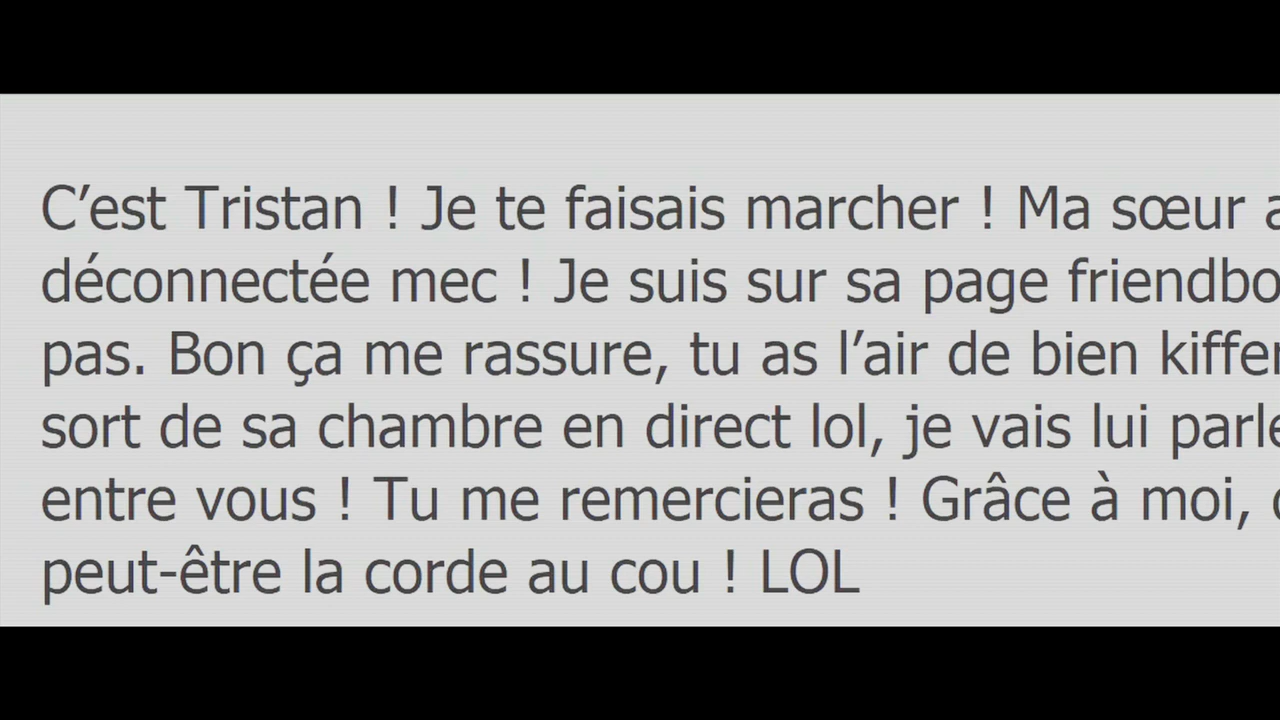 C’est Tristan ! Je te faisais marcher ! Ma sœur
déconnectée mec ! Je suis sur sa page
pas. Bon ça me rassure, tu as l’air de bien
sort de sa chambre en direct lol, je vais lui
entre vous ! Tu me remercieras ! Grâce à moi,
peut-être la corde au cou ! LOL